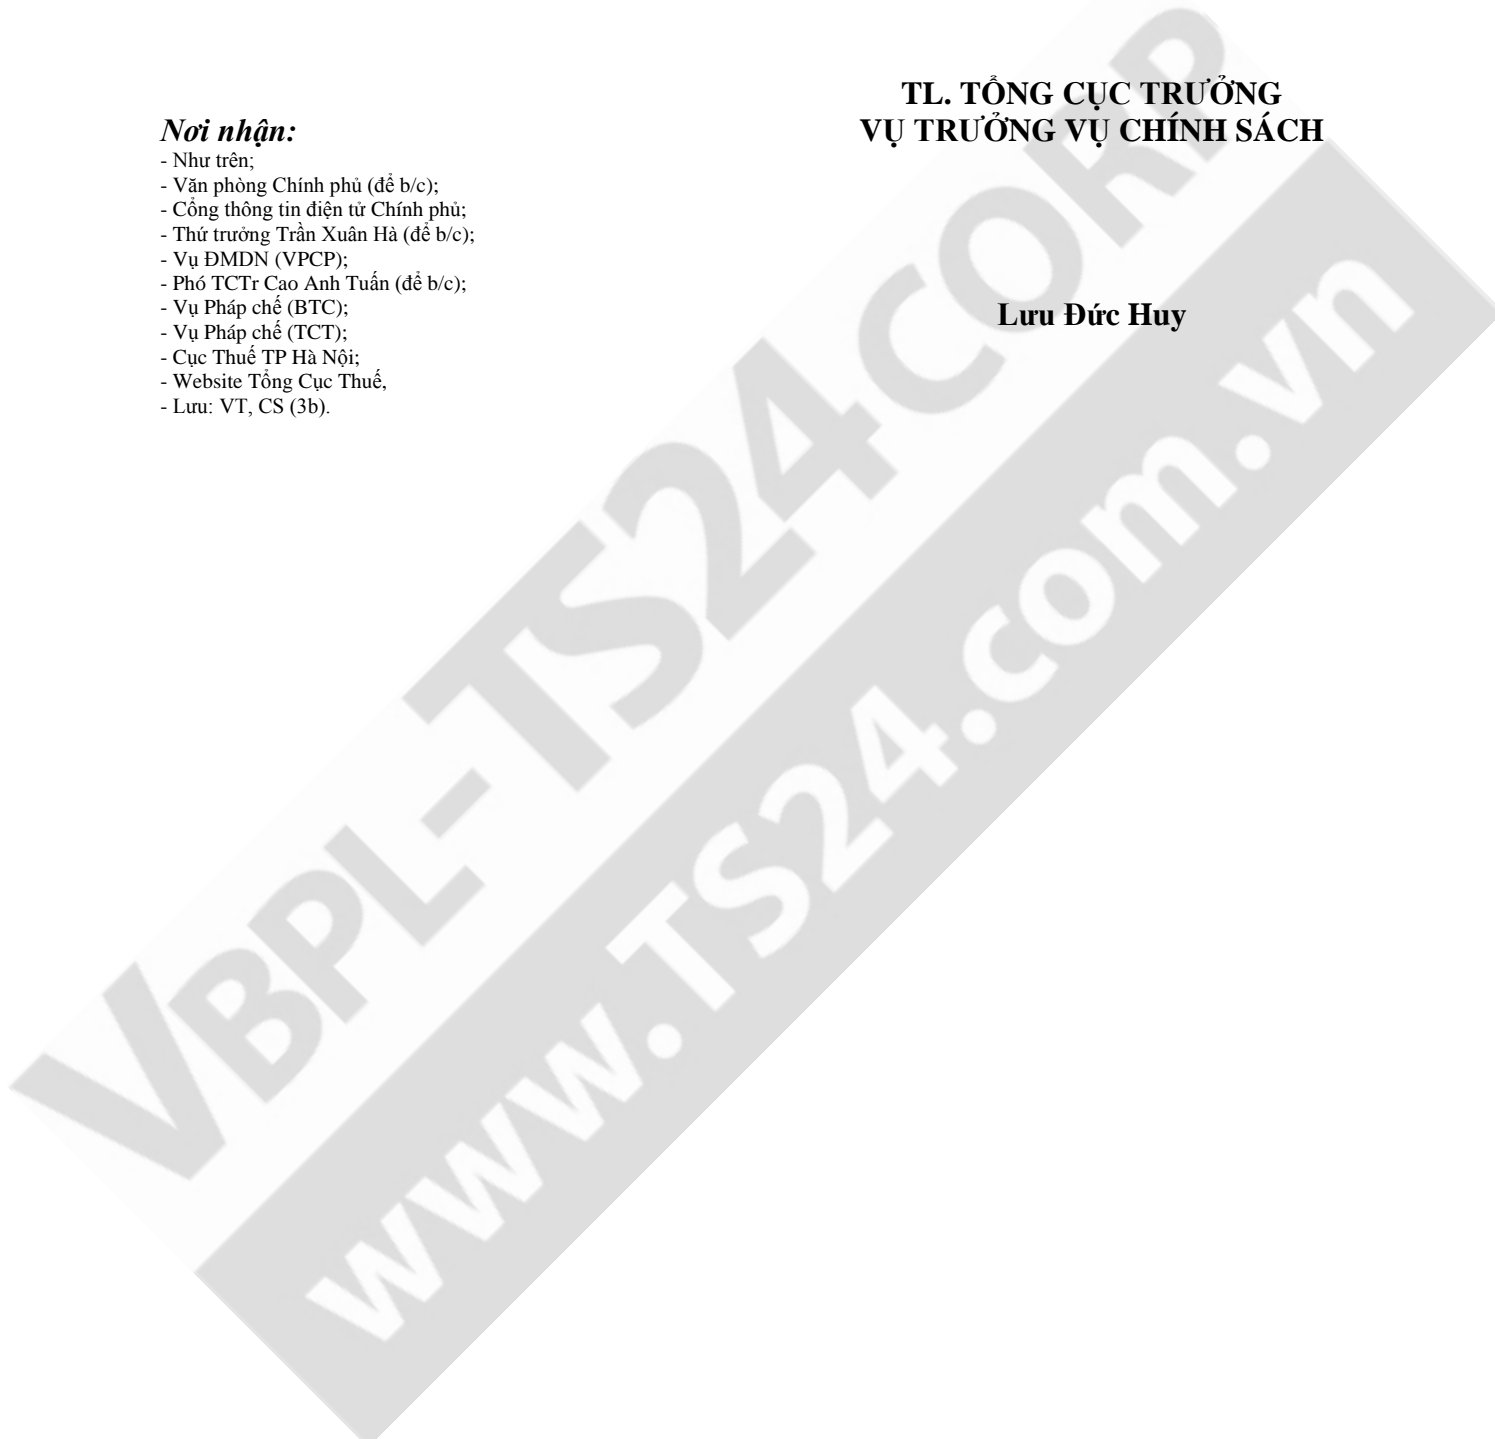 TL. TỔNG CỤC TRƯỞNG
VỤ TRƯỞNG VỤ CHÍNH SÁCH
Nơi nhận:
- Như trên;
- Văn phòng Chính phủ (để b/c);
- Cổng thông tin điện tử Chính phủ;
- Thứ trưởng Trần Xuân Hà (để b/c);
- Vụ ĐMDN (VPCP);
- Phó TCTr Cao Anh Tuấn (để b/c);
- Vụ Pháp chế (BTC);
- Vụ Pháp chế (TCT);
- Cục Thuế TP Hà Nội;
- Website Tổng Cục Thuế,
- Lưu: VT, CS (3b).
Lưu Đức Huy
VBPL-TS24CORP
www.TS24.com.vn